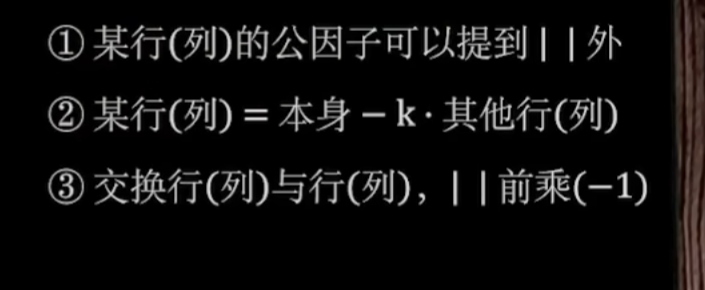 ① 某行(列)的公因子可以提到| |外
② 某行(列) = 本身 − k · 其他行(列)
③ 交换行(列)与行(列)，| |前乘(−1)